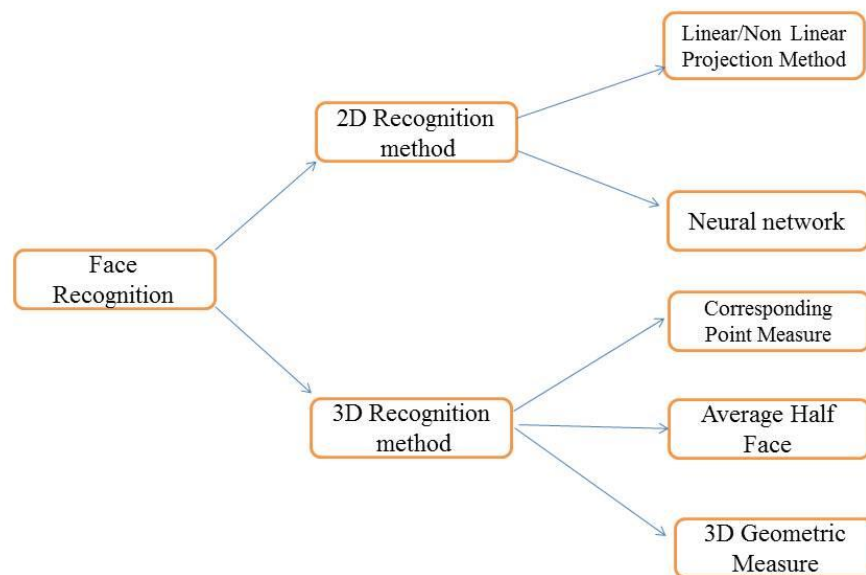 Linear/Non Linear
Projection Method
2D Recognition
method
Neural network
Face
Recognition
Corresponding
Point Measure
3D Recognition
method
Average Half
Face
3D Geometric
Measure